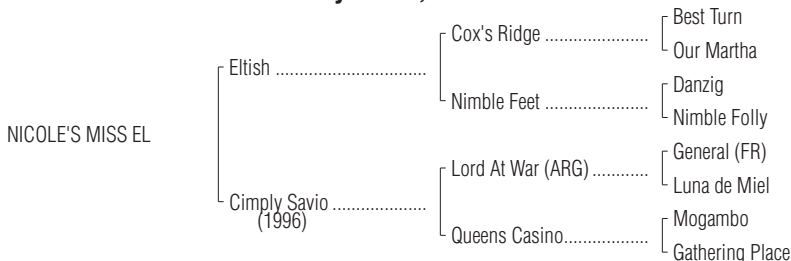 Best Turn
Cox's Ridge ......................
Our Martha
Eltish ................................
Danzig
Nimble Feet ......................
Nimble Folly
NICOLE'S MISS EL
General (FR)
Lord At War (ARG) ............
Luna de Miel
Cimply Savio ....................
(1996)
Mogambo
Queens Casino..................
Gathering Place